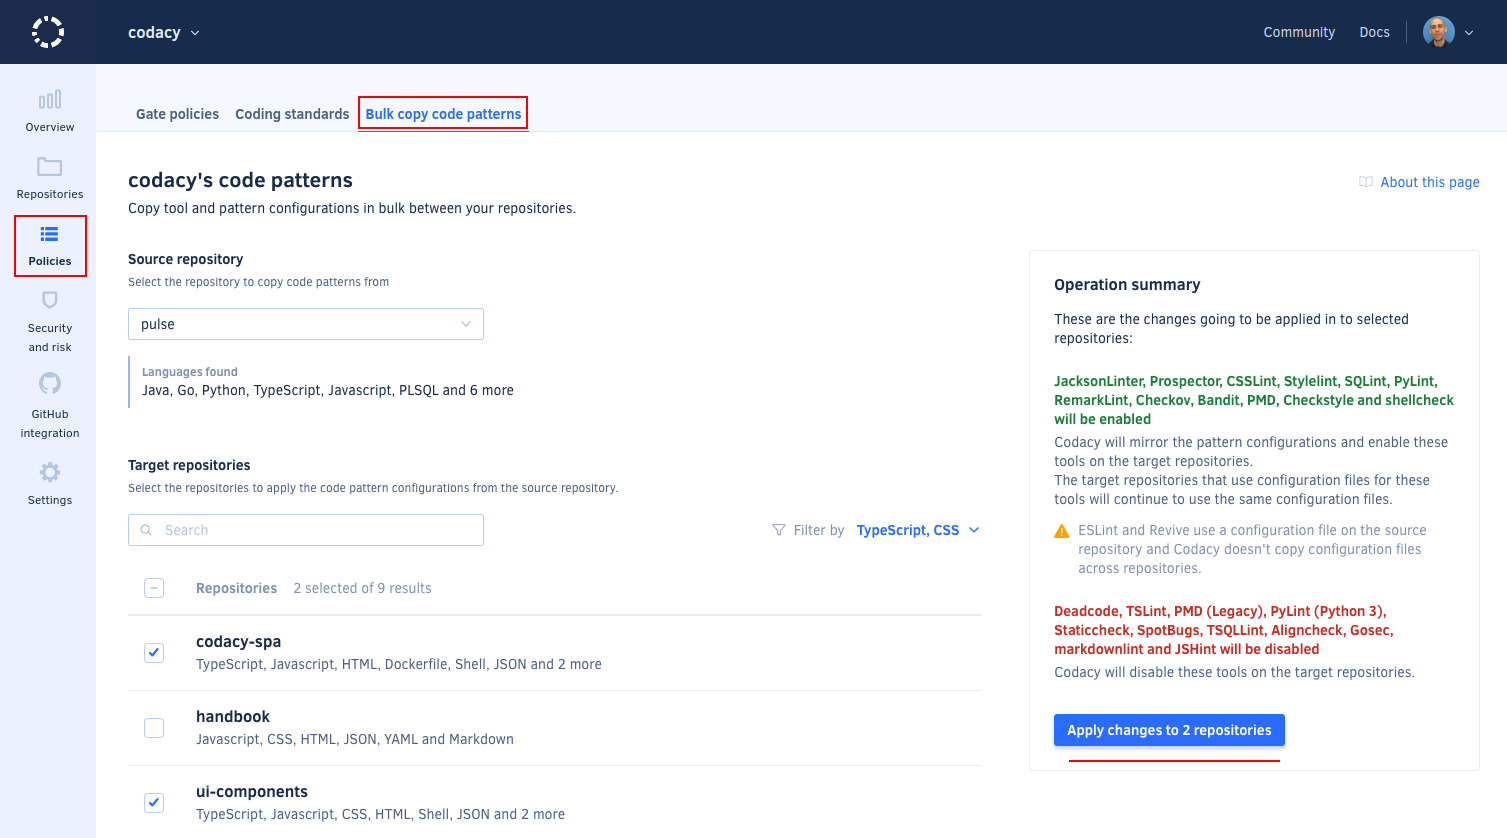 codacy
Community
Docs
Overview
Repositories
Policies
Security
and risk
GitHub
integration
Settings
Gate policies
Coding standards
Bulk copy code patterns
codacy's code patterns
Copy tool and pattern configurations in bulk between your repositories.
About this page
Source repository
Select the repository to copy code patterns from
pulse
Languages found
Java, Go, Python, TypeScript, Javascript, PLSQL and 6 more
Target repositories
Select the repositories to apply the code pattern configurations from the source repository.
Search
Filter by TypeScript, CSS
Repositories 2 selected of 9 results
codacy-spa
TypeScript, Javascript, HTML, Dockerfile, Shell, JSON and 2 more
handbook
Javascript, CSS, HTML, JSON, YAML and Markdown
ui-components
TypeScript, Javascript, CSS, HTML, Shell, JSON and 2 more
Operation summary
These are the changes going to be applied in to selected
repositories:
JacksonLinter, Prospector, CSSLint, Stylelint, SQLint, PyLint,
RemarkLint, Checkov, Bandit, PMD, Checkstyle and shellcheck
will be enabled
Codacy will mirror the pattern configurations and enable these
tools on the target repositories.
The target repositories that use configuration files for these
tools will continue to use the same configuration files.
ESLint and Revive use a configuration file on the source
repository and Codacy doesn't copy configuration files
across repositories.
Deadcode, TSLint, PMD (Legacy), PyLint (Python 3),
Staticcheck, SpotBugs, TSQLLint, Aligncheck, Gosec,
markdownlint and JSHint will be disabled
Codacy will disable these tools on the target repositories.
Apply changes to 2 repositories